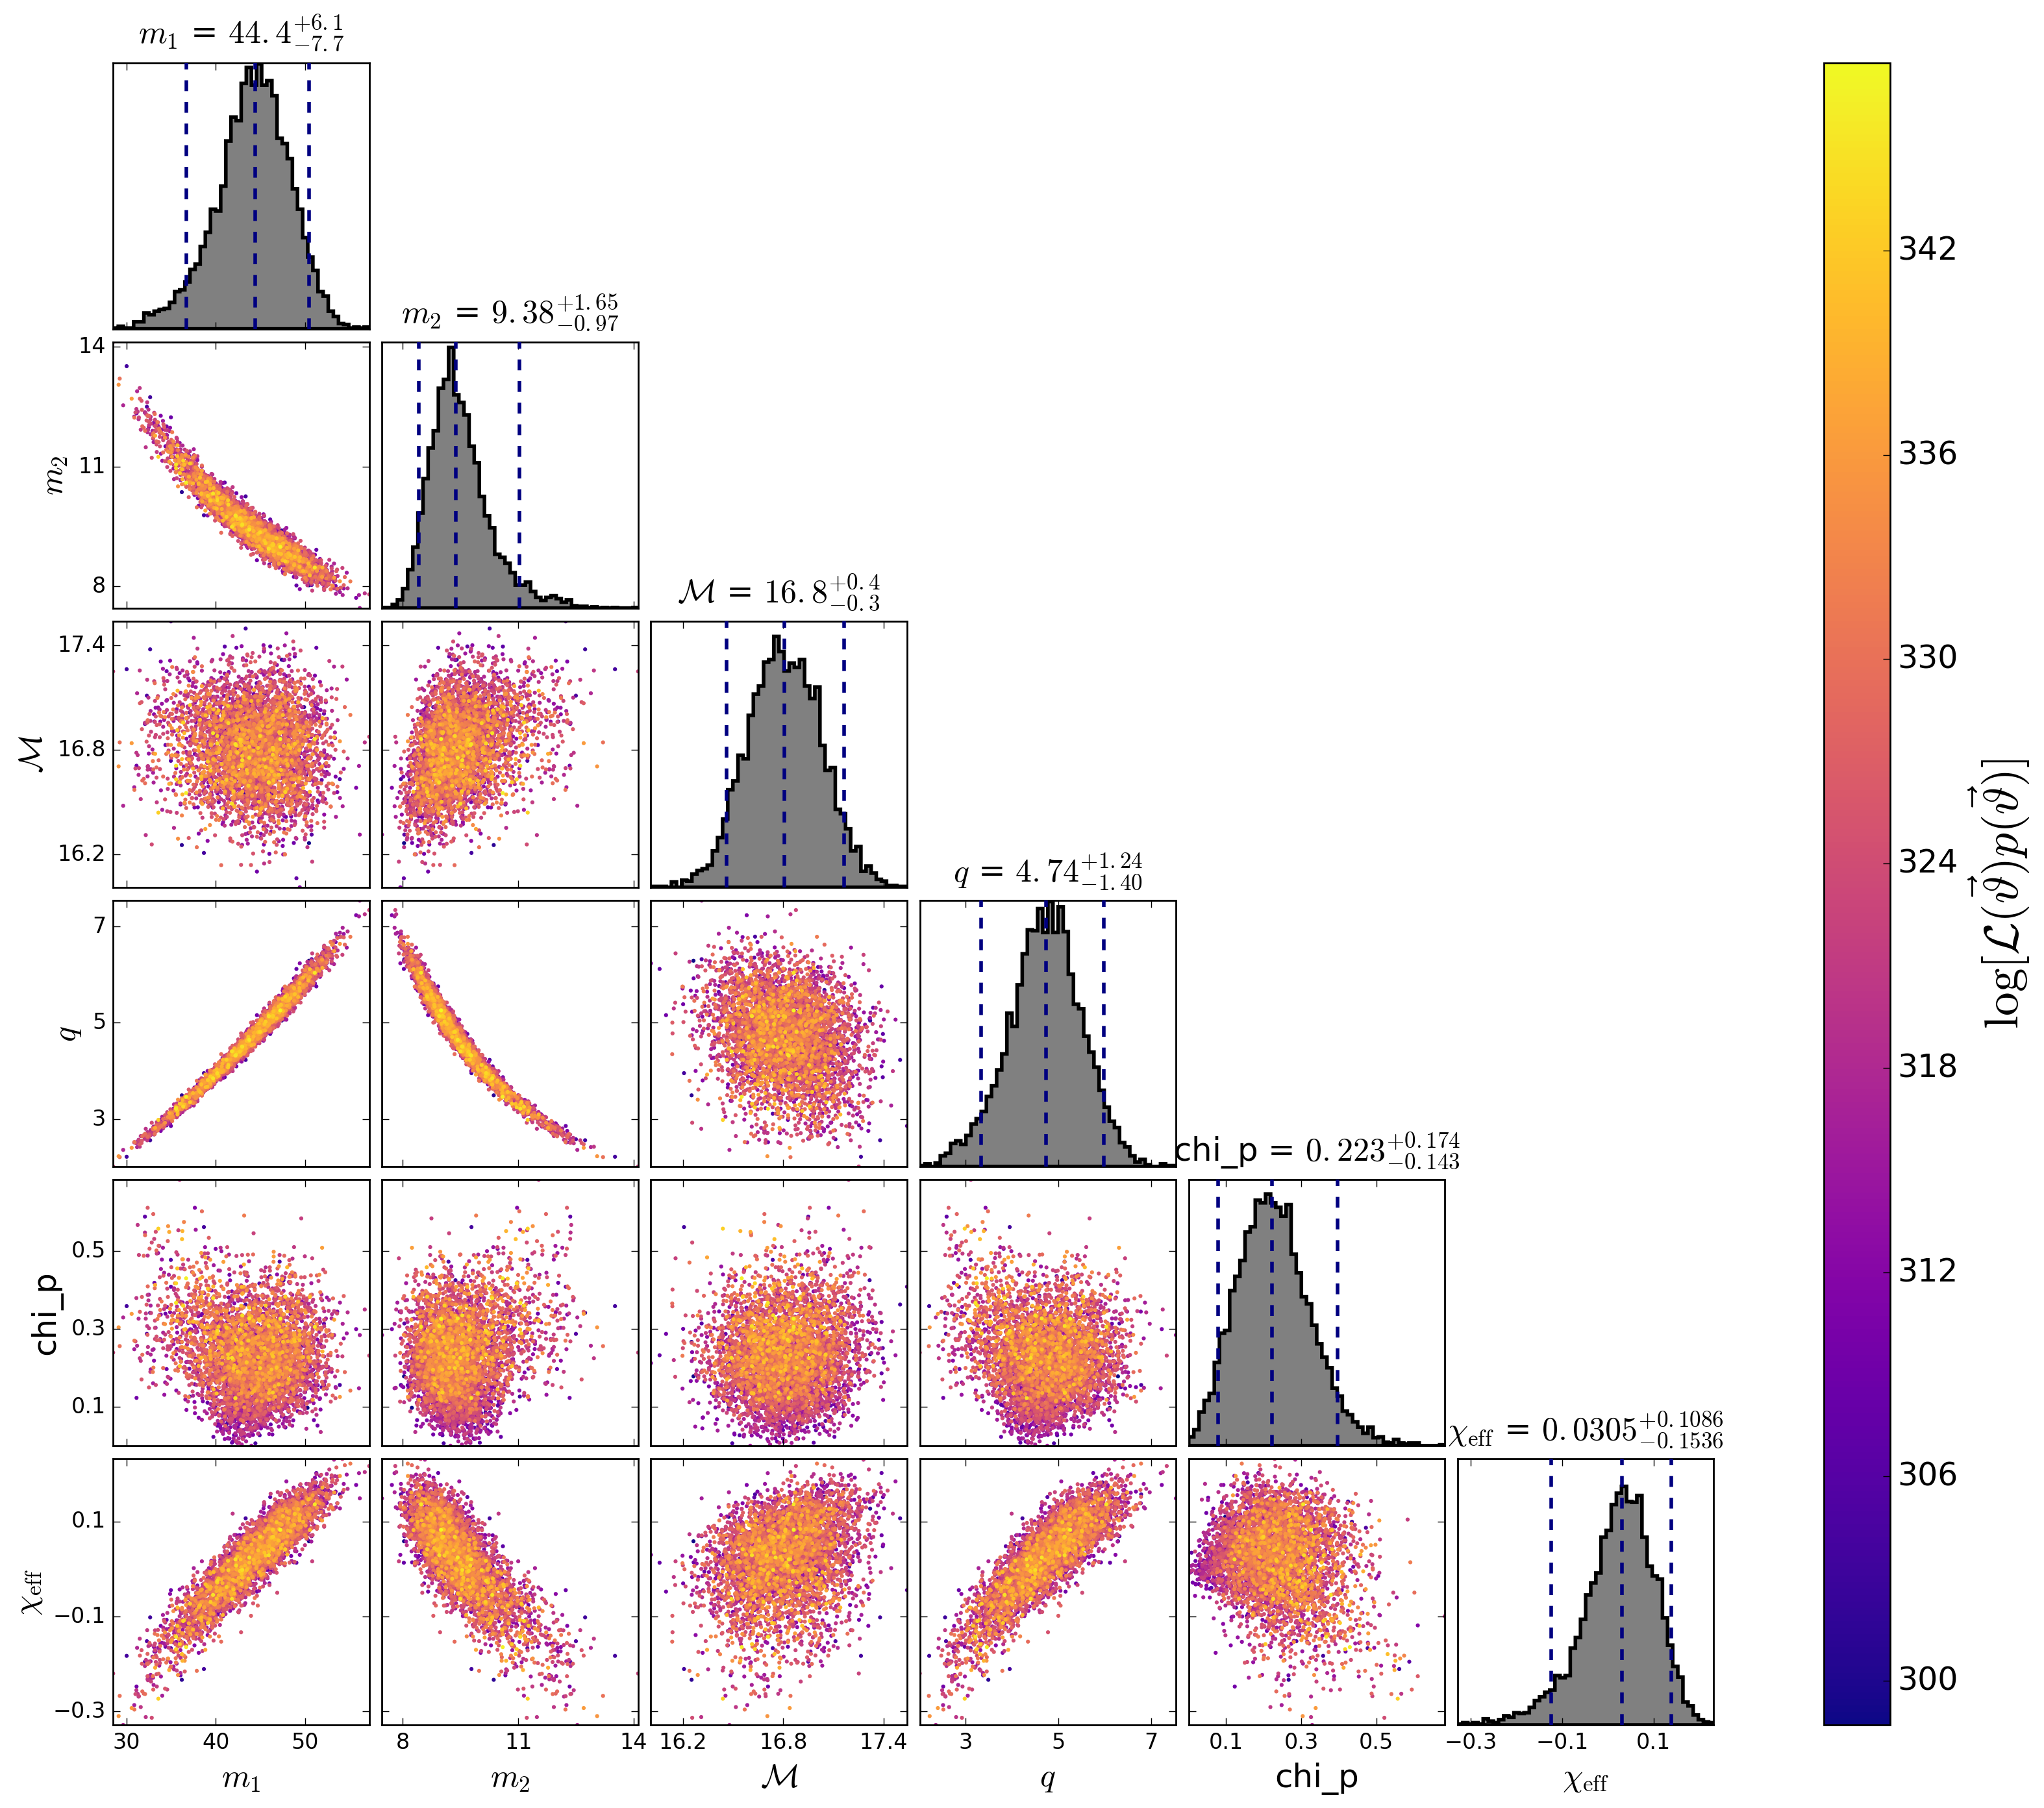 m₁ = 44.4⁺⁶·¹₋₇.₇
m₂ = 9.38⁺¹·⁶⁵₋₀.₉₇
ℳ = 16.8⁺⁰·⁴₋₀.₃
q = 4.74⁺¹·²⁴₋₁.₄₀
chi_p = 0.223⁺⁰·¹⁷⁴₋₀.₁₄₃
χeff = 0.0305⁺⁰·¹⁰⁸⁶₋₀.₁₅₃₆
14
11
8
m₂
17.4
16.8
16.2
ℳ
7
5
3
q
0.5
0.3
0.1
chi_p
0.1
−0.1
−0.3
χeff
30 40 50
8 11 14
16.2 16.8 17.4
3 5 7
0.1 0.3 0.5
−0.3 −0.1 0.1
m₁
m₂
ℳ
q
chi_p
χeff
342
336
330
324
318
312
306
300
log[ℒ(ϑ⃗)p(ϑ⃗)]